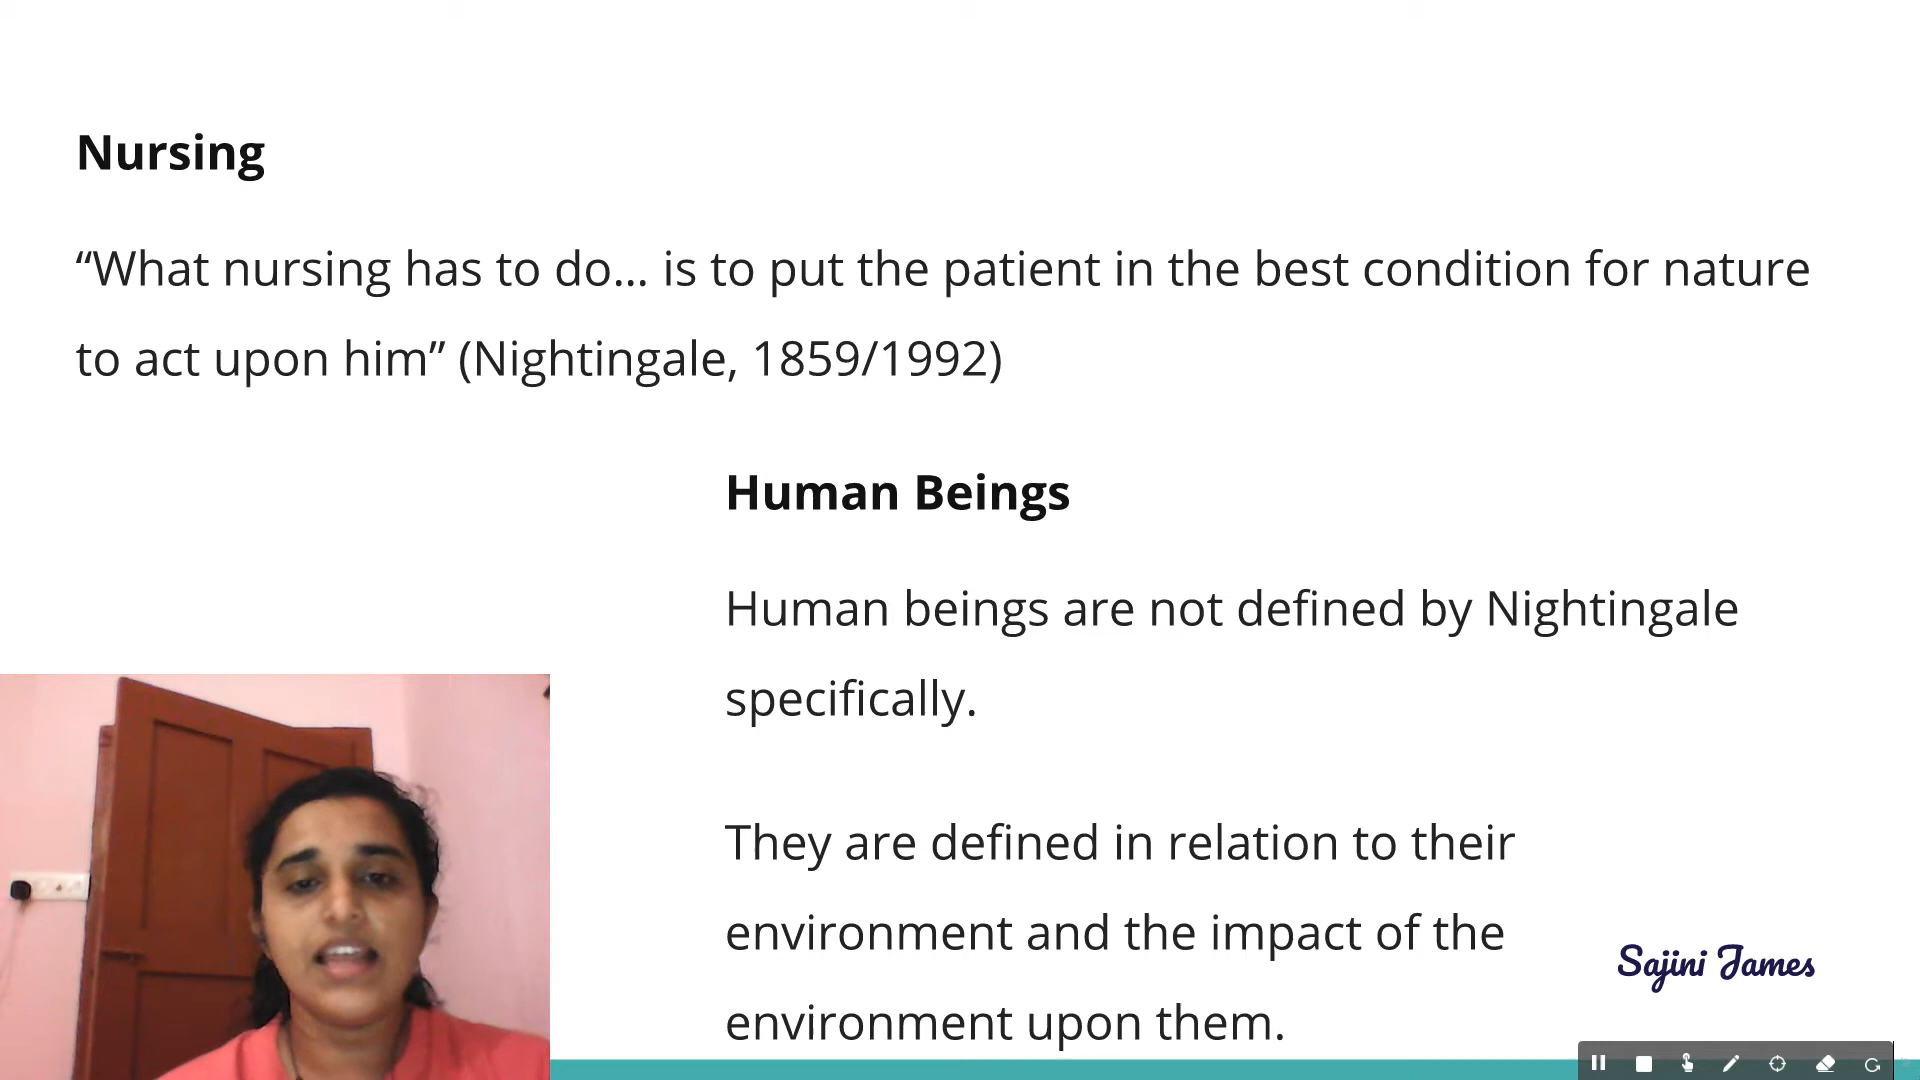 Nursing
“What nursing has to do… is to put the patient in the best condition for nature
to act upon him” (Nightingale, 1859/1992)
Human Beings
Human beings are not defined by Nightingale
specifically.
They are defined in relation to their
environment and the impact of the
environment upon them.
Sajini James